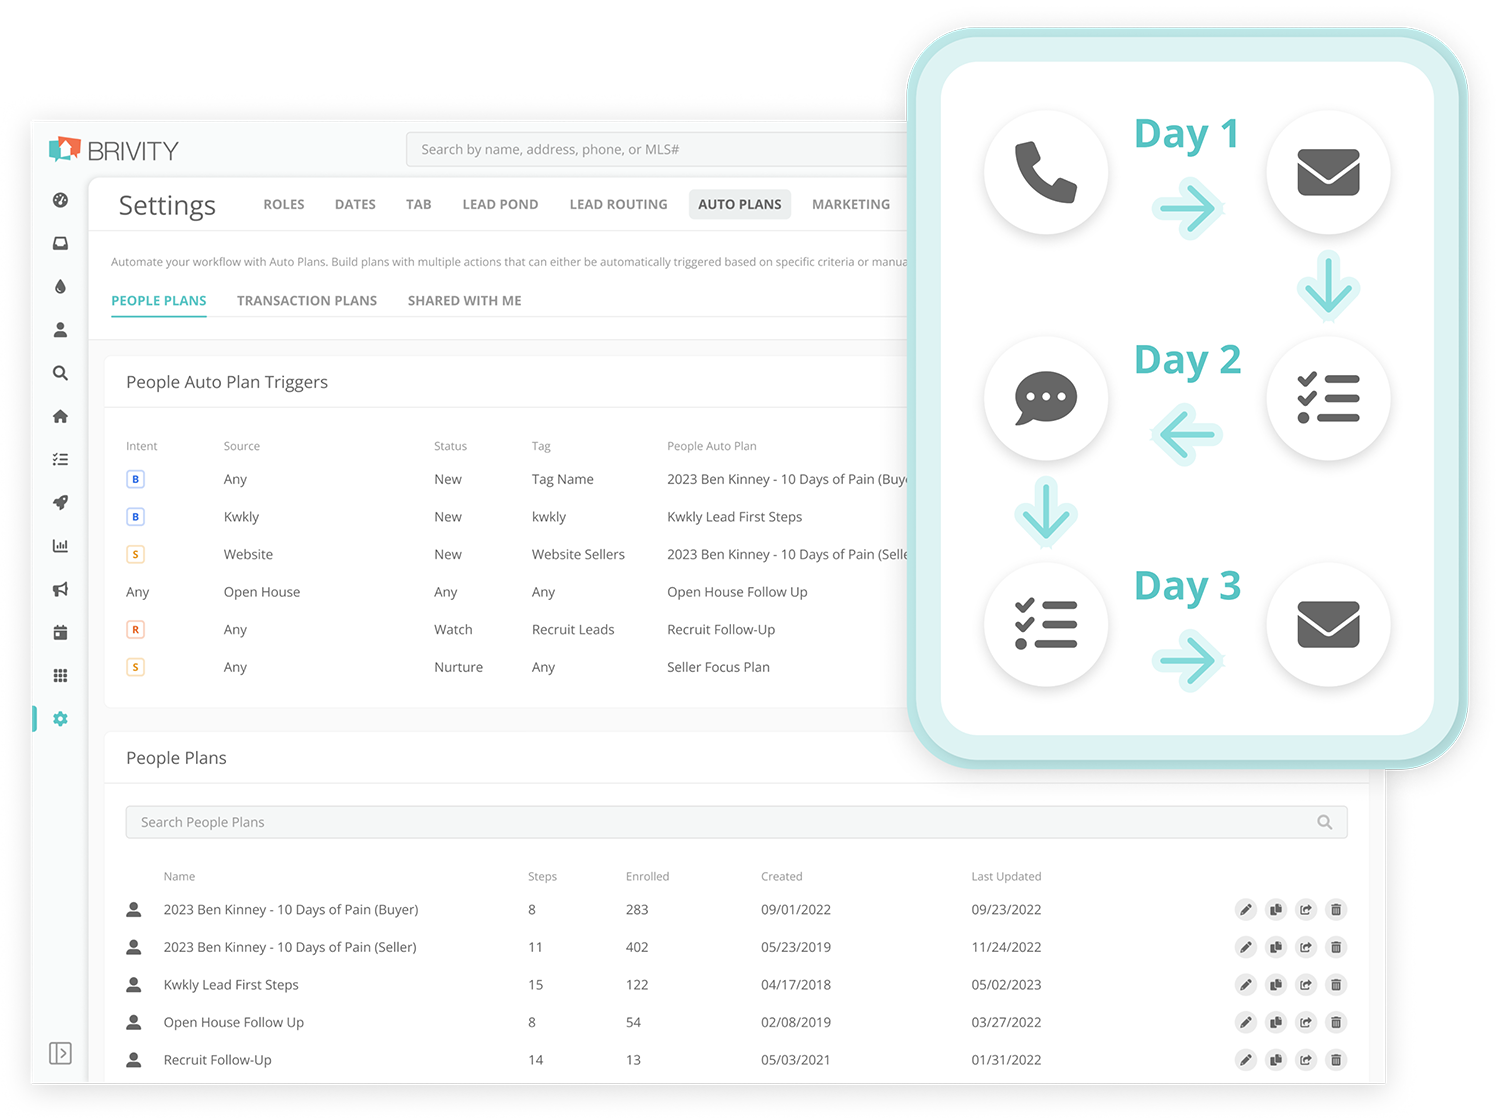 BRIVITY
Search by name, address, phone, or MLS#
Settings ROLES DATES TAB LEAD POND LEAD ROUTING AUTO PLANS MARKETING
Automate your workflow with Auto Plans. Build plans with multiple actions that can either be automatically triggered based on specific criteria or manua
PEOPLE PLANS TRANSACTION PLANS SHARED WITH ME
People Auto Plan Triggers
Intent Source Status Tag People Auto Plan
B Any New Tag Name 2023 Ben Kinney - 10 Days of Pain (Buy
B Kwkly New kwkly Kwkly Lead First Steps
S Website New Website Sellers 2023 Ben Kinney - 10 Days of Pain (Selle
Any Open House Any Any Open House Follow Up
R Any Watch Recruit Leads Recruit Follow-Up
S Any Nurture Any Seller Focus Plan
Day 1
Day 2
Day 3
People Plans
Search People Plans
Name Steps Enrolled Created Last Updated
2023 Ben Kinney - 10 Days of Pain (Buyer) 8 283 09/01/2022 09/23/2022
2023 Ben Kinney - 10 Days of Pain (Seller) 11 402 05/23/2019 11/24/2022
Kwkly Lead First Steps 15 122 04/17/2018 05/02/2023
Open House Follow Up 8 54 02/08/2019 03/27/2022
Recruit Follow-Up 14 13 05/03/2021 01/31/2022